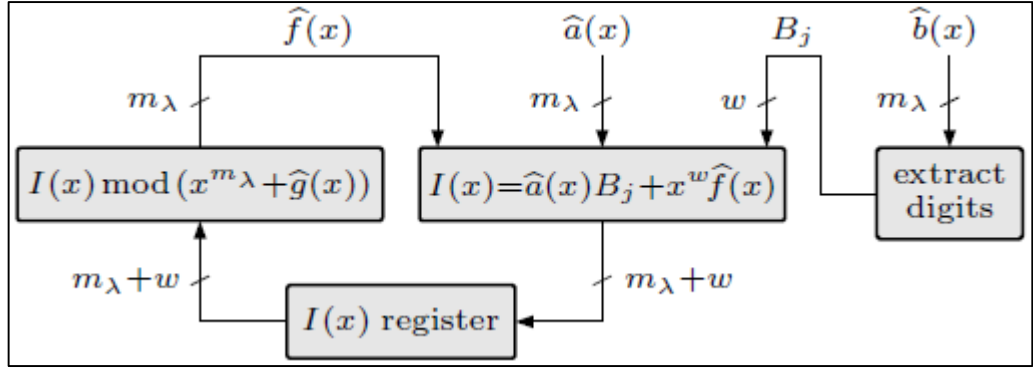 f̂(x) â(x) B_j b̂(x)
m_λ m_λ w m_λ
I(x) mod (x^{m_λ}+ĝ(x)) I(x)=â(x)B_j+x^w f̂(x) extract
digits
m_λ+w m_λ+w
I(x) register